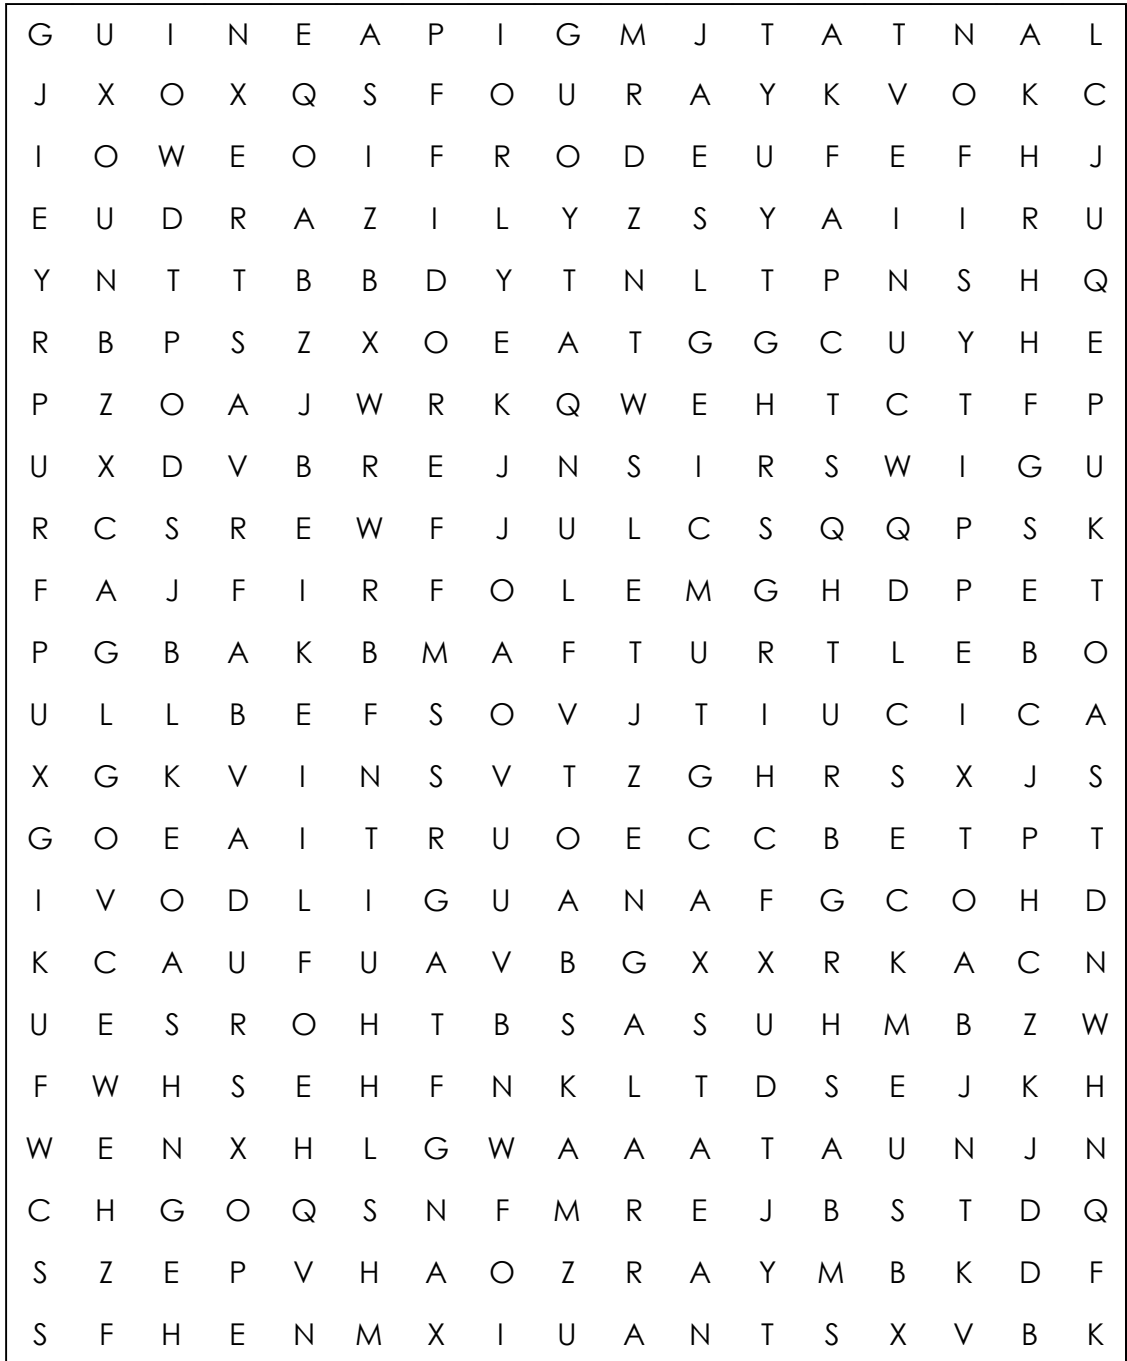 G U I N E A P I G M J T A T N A L
J X O X Q S F O U R A Y K V O K C
I O W E O I F R O D E U F E F H J
E U D R A Z I L Y Z S Y A I I R U
Y N T T B B D Y T N L T P N S H Q
R B P S Z X O E A T G G C U Y H E
P Z O A J W R K Q W E H T C T F P
U X D V B R E J N S I R S W I G U
R C S R E W F J U L C S Q Q P S K
F A J F I R F O L E M G H D P E T
P G B A K B M A F T U R T L E B O
U L L B E F S O V J T I U C I C A
X G K V I N S V T Z G H R S X J S
G O E A I T R U O E C C B E T P T
I V O D L I G U A N A F G C O H D
K C A U F U A V B G X X R K A C N
U E S R O H T B S A S U H M B Z W
F W H S E H F N K L T D S E J K H
W E N X H L G W A A A T A U N J N
C H G O Q S N F M R E J B S T D Q
S Z E P V H A O Z R A Y M B K D F
S F H E N M X I U A N T S X V B K